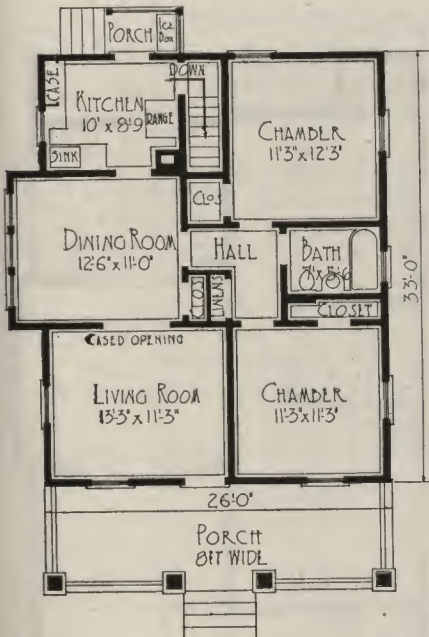 PORCH
Ice
Box
DOWN
CASE
KITCHEN
10' x 8'-9
RANGE
SINK
CHAMBER
11'3" x 12'3"
CLOS
DINING ROOM
12'-6" x 11'-0"
HALL
BATH
CLOS
LINENS
CLOSET
33'-0"
CASED OPENING
LIVING ROOM
13'-3" x 11'-3"
CHAMBER
11'-3" x 11'-3"
26'-0"
PORCH
8FT WIDE